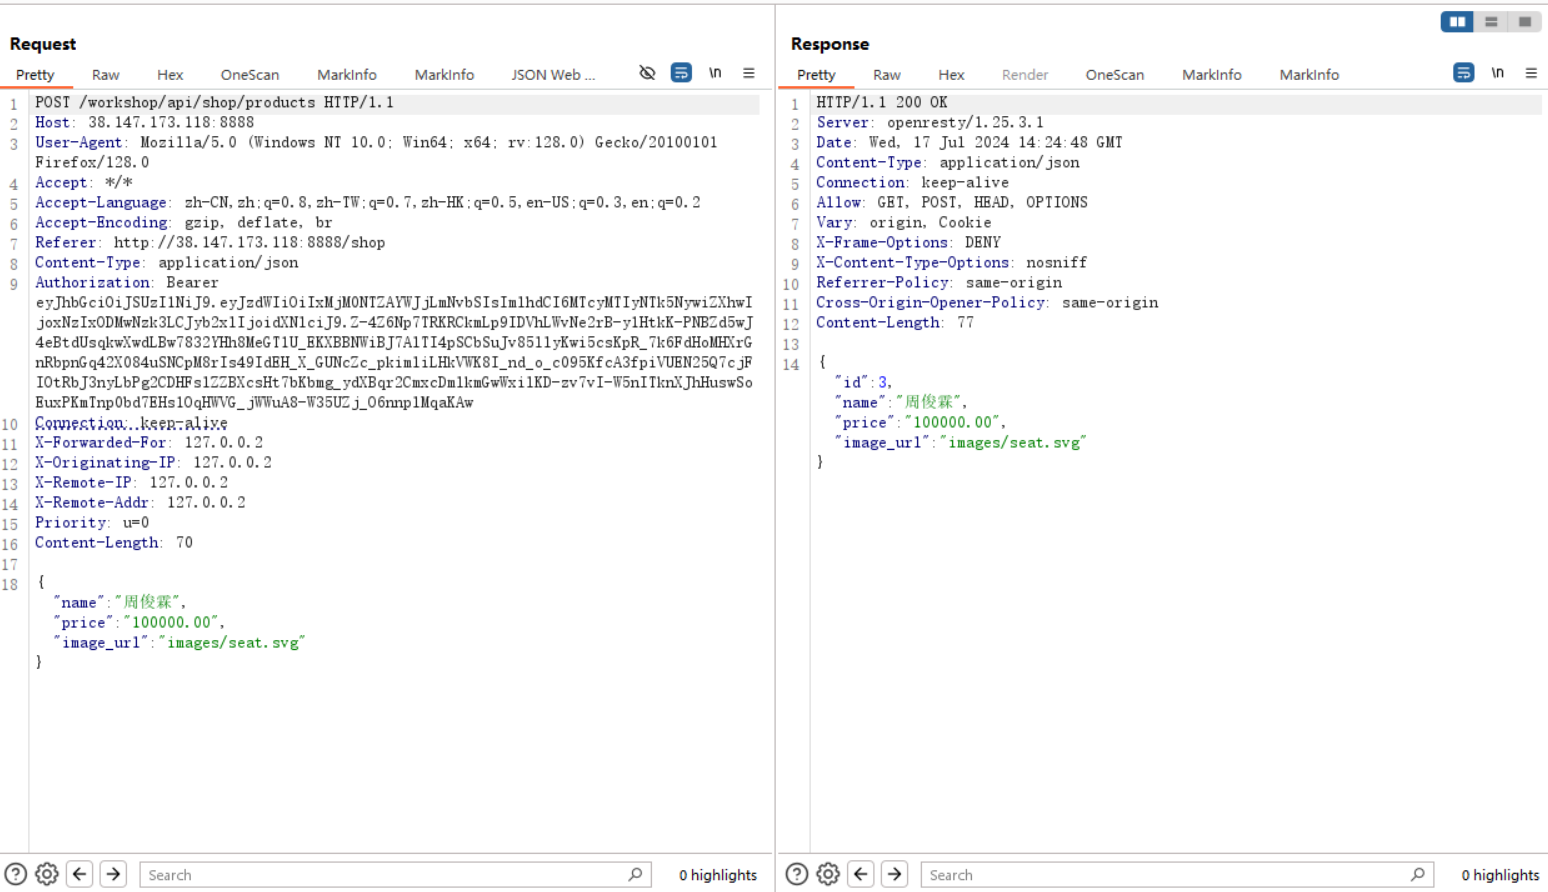 Request
Pretty Raw Hex OneScan MarkInfo MarkInfo JSON Web ... \n
1 POST /workshop/api/shop/products HTTP/1.1
2 Host: 38.147.173.118:8888
3 User-Agent: Mozilla/5.0 (Windows NT 10.0; Win64; x64; rv:128.0) Gecko/20100101
Firefox/128.0
4 Accept: */*
5 Accept-Language: zh-CN,zh;q=0.8,zh-TW;q=0.7,zh-HK;q=0.5,en-US;q=0.3,en;q=0.2
6 Accept-Encoding: gzip, deflate, br
7 Referer: http://38.147.173.118:8888/shop
8 Content-Type: application/json
9 Authorization: Bearer
10 Connection: keep-alive
11 X-Forwarded-For: 127.0.0.2
12 X-Originating-IP: 127.0.0.2
13 X-Remote-IP: 127.0.0.2
14 X-Remote-Addr: 127.0.0.2
15 Priority: u=0
16 Content-Length: 70
17
18 {
"name":"周俊霖",
"price":"100000.00",
"image_url":"images/seat.svg"
}
Search
0 highlights
Response
Pretty Raw Hex Render OneScan MarkInfo MarkInfo \n
1 HTTP/1.1 200 OK
2 Server: openresty/1.25.3.1
3 Date: Wed, 17 Jul 2024 14:24:48 GMT
4 Content-Type: application/json
5 Connection: keep-alive
6 Allow: GET, POST, HEAD, OPTIONS
7 Vary: origin, Cookie
8 X-Frame-Options: DENY
9 X-Content-Type-Options: nosniff
10 Referrer-Policy: same-origin
11 Cross-Origin-Opener-Policy: same-origin
12 Content-Length: 77
13
14 {
"id":3,
"name":"周俊霖",
"price":"100000.00",
"image_url":"images/seat.svg"
}
Search
0 highlights